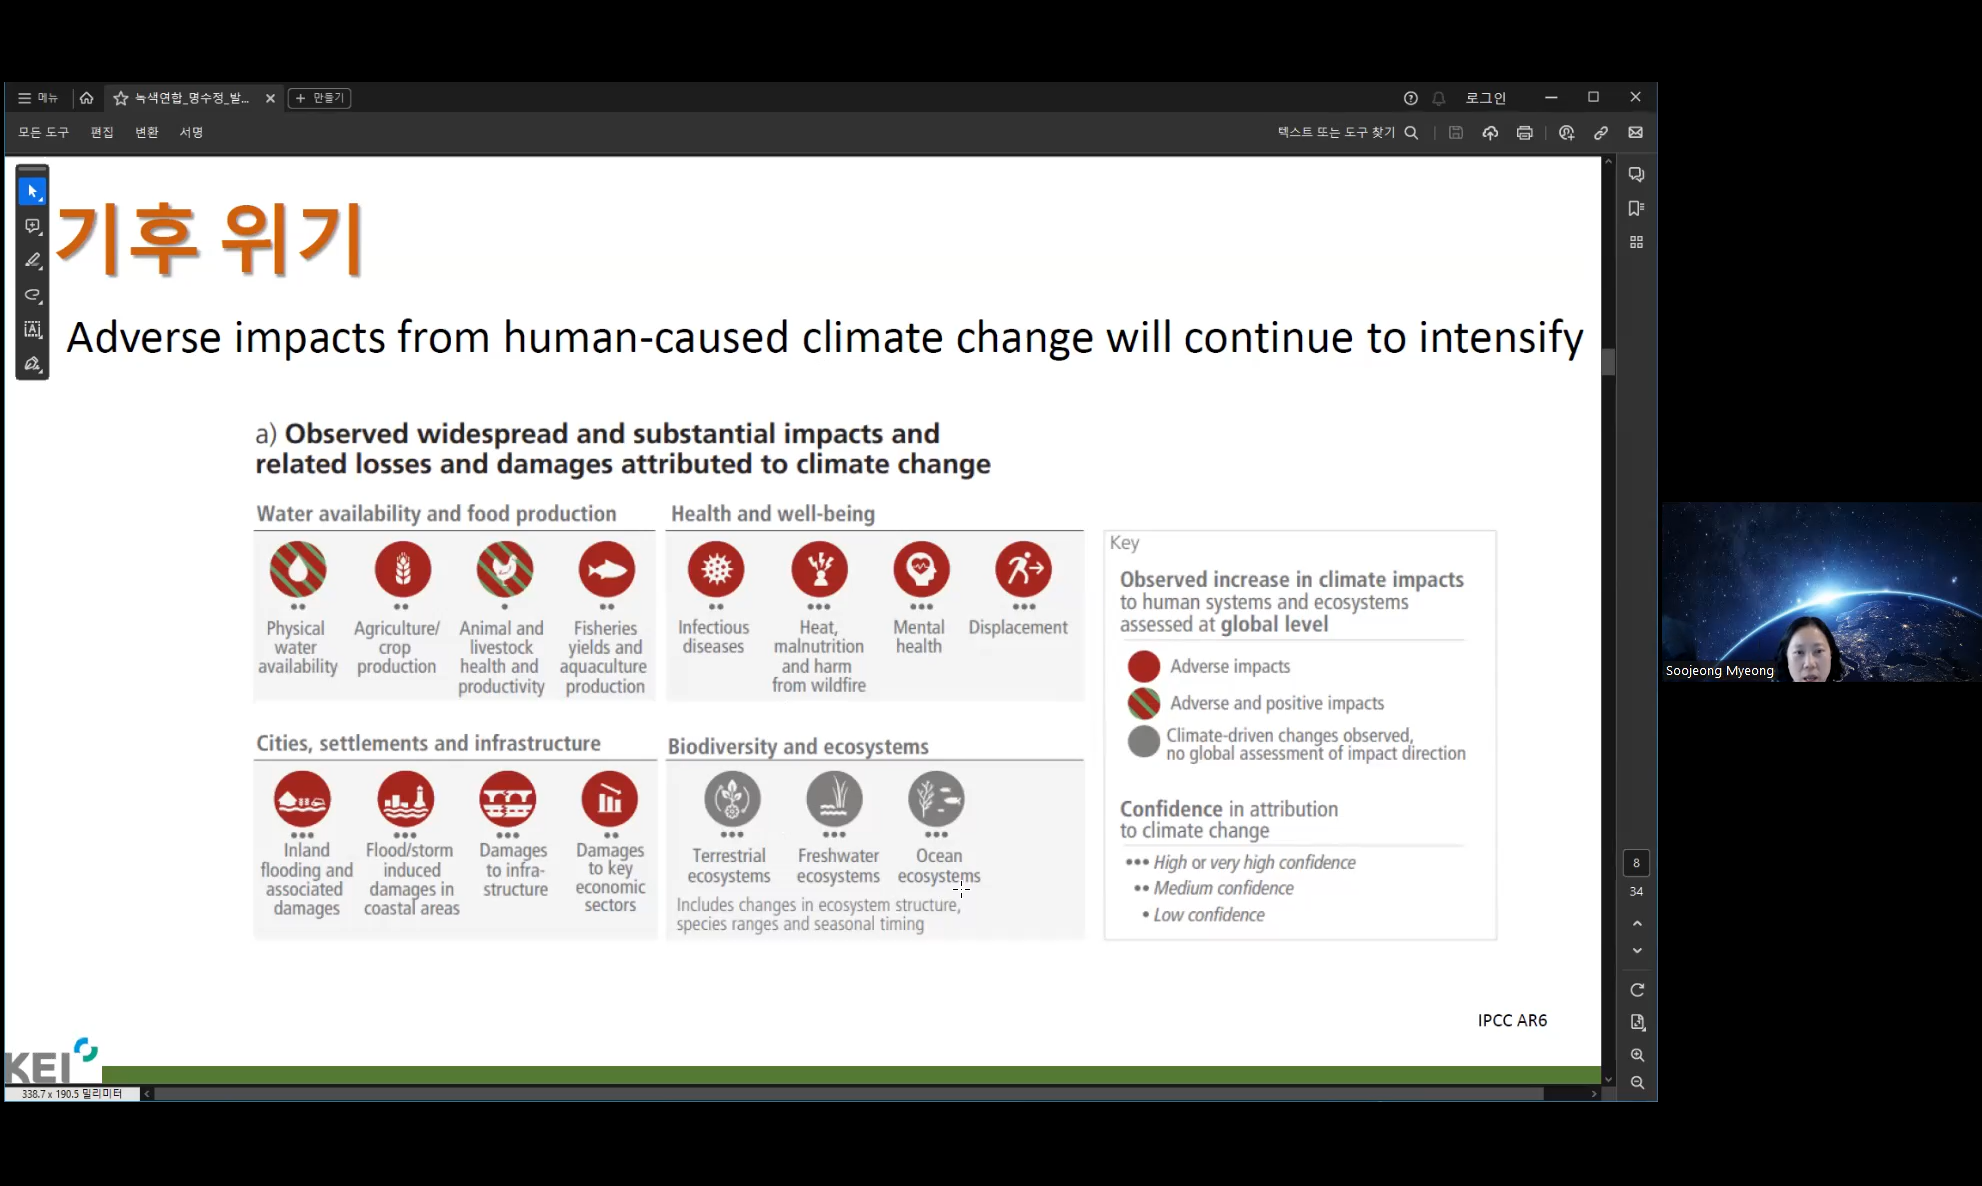 메뉴
녹색연합_명수정_발...
만들기
로그인
모든 도구 편집 변환 서명
텍스트 또는 도구 찾기
기후 위기
Adverse impacts from human-caused climate change will continue to intensify
a) Observed widespread and substantial impacts and
related losses and damages attributed to climate change
Water availability and food production
Physical
water
availability
Agriculture/
crop
production
Animal and
livestock
health and
productivity
Fisheries
yields and
aquaculture
production
Health and well-being
Infectious
diseases
Heat,
malnutrition
and harm
from wildfire
Mental
health
Displacement
Cities, settlements and infrastructure
Inland
flooding and
associated
damages
Flood/storm
induced
damages in
coastal areas
Damages
to infra-
structure
Damages
to key
economic
sectors
Biodiversity and ecosystems
Terrestrial
ecosystems
Freshwater
ecosystems
Ocean
ecosystems
Includes changes in ecosystem structure,
species ranges and seasonal timing
Key
Observed increase in climate impacts
to human systems and ecosystems
assessed at global level
Adverse impacts
Adverse and positive impacts
Climate-driven changes observed,
no global assessment of impact direction
Confidence in attribution
to climate change
••• High or very high confidence
•• Medium confidence
• Low confidence
IPCC AR6
KEI
338.7 x 190.5 밀리미터
8
34
Soojeong Myeong